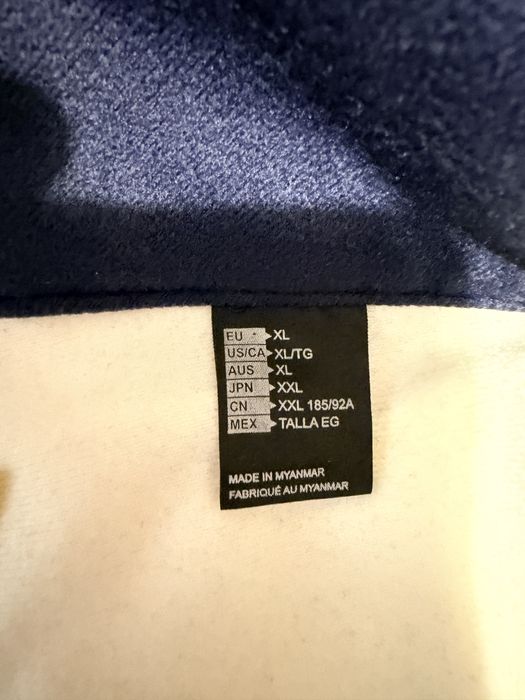 EU XL
US/CA XL/TG
AUS XL
JPN XXL
CN XXL 185/92A
MEX TALLA EG
MADE IN MYANMAR
FABRIQUÉ AU MYANMAR